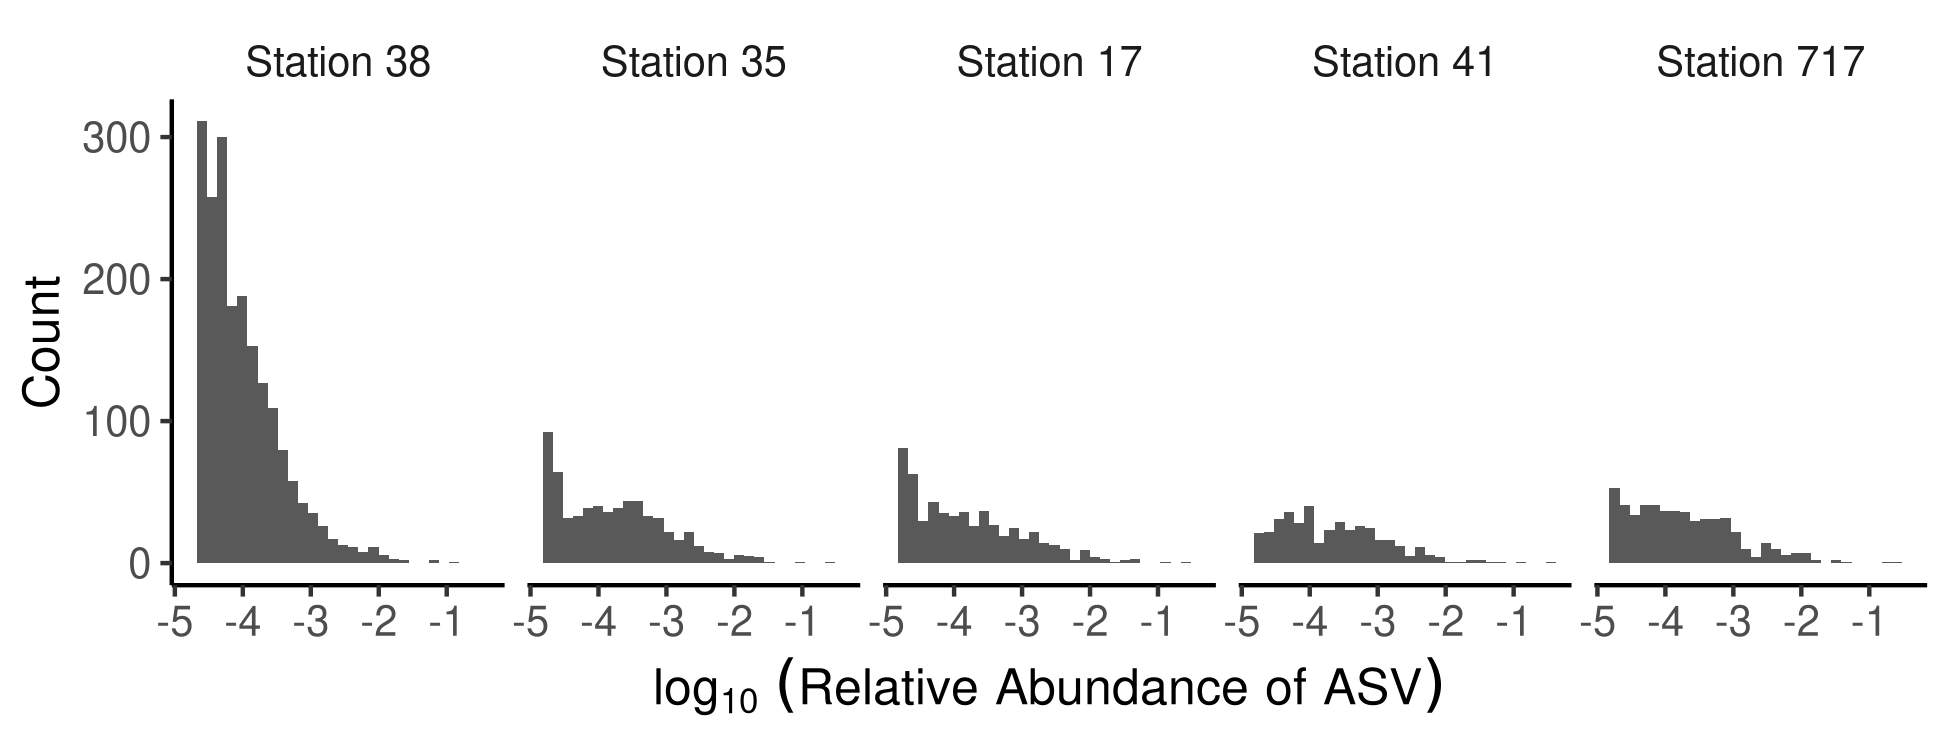 Station 38 Station 35 Station 17 Station 41 Station 717
300
200
100
0
Count
-5 -4 -3 -2 -1 -5 -4 -3 -2 -1 -5 -4 -3 -2 -1 -5 -4 -3 -2 -1 -5 -4 -3 -2 -1
log₁₀ (Relative Abundance of ASV)